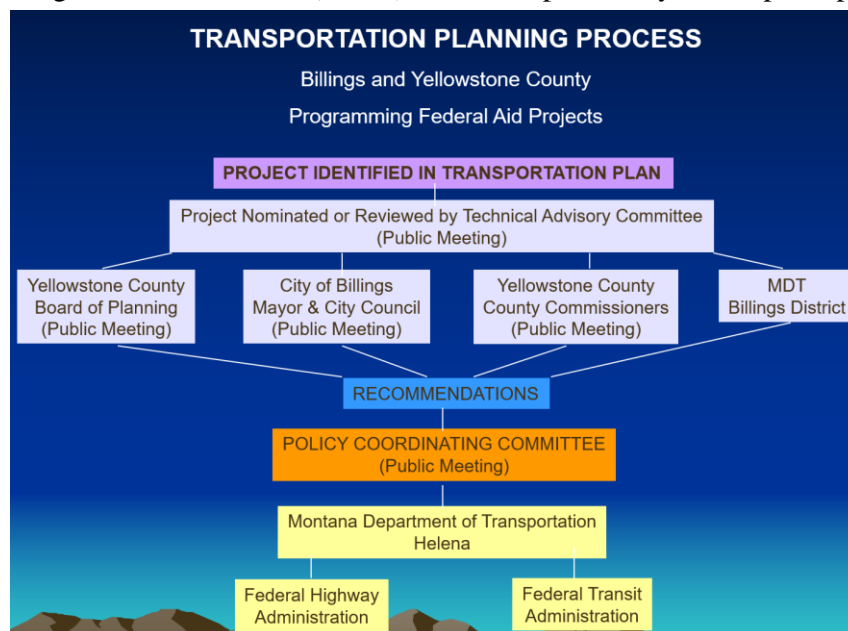 TRANSPORTATION PLANNING PROCESS
Billings and Yellowstone County
Programming Federal Aid Projects
PROJECT IDENTIFIED IN TRANSPORTATION PLAN
Project Nominated or Reviewed by Technical Advisory Committee
(Public Meeting)
Yellowstone County
Board of Planning
(Public Meeting)
City of Billings
Mayor & City Council
(Public Meeting)
Yellowstone County
County Commissioners
(Public Meeting)
MDT
Billings District
RECOMMENDATIONS
POLICY COORDINATING COMMITTEE
(Public Meeting)
Montana Department of Transportation
Helena
Federal Highway
Administration
Federal Transit
Administration